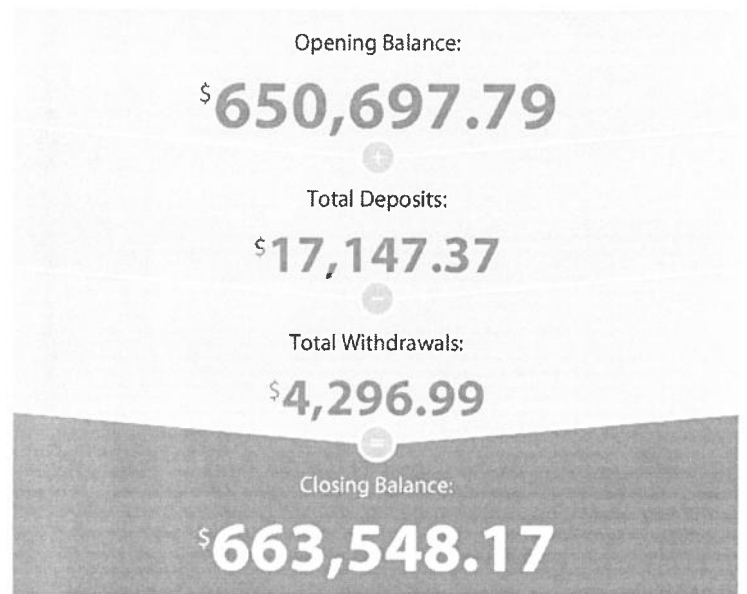 Opening Balance:
$650,697.79
+
Total Deposits:
$17,147.37
-
Total Withdrawals:
$4,296.99
=
Closing Balance:
$663,548.17